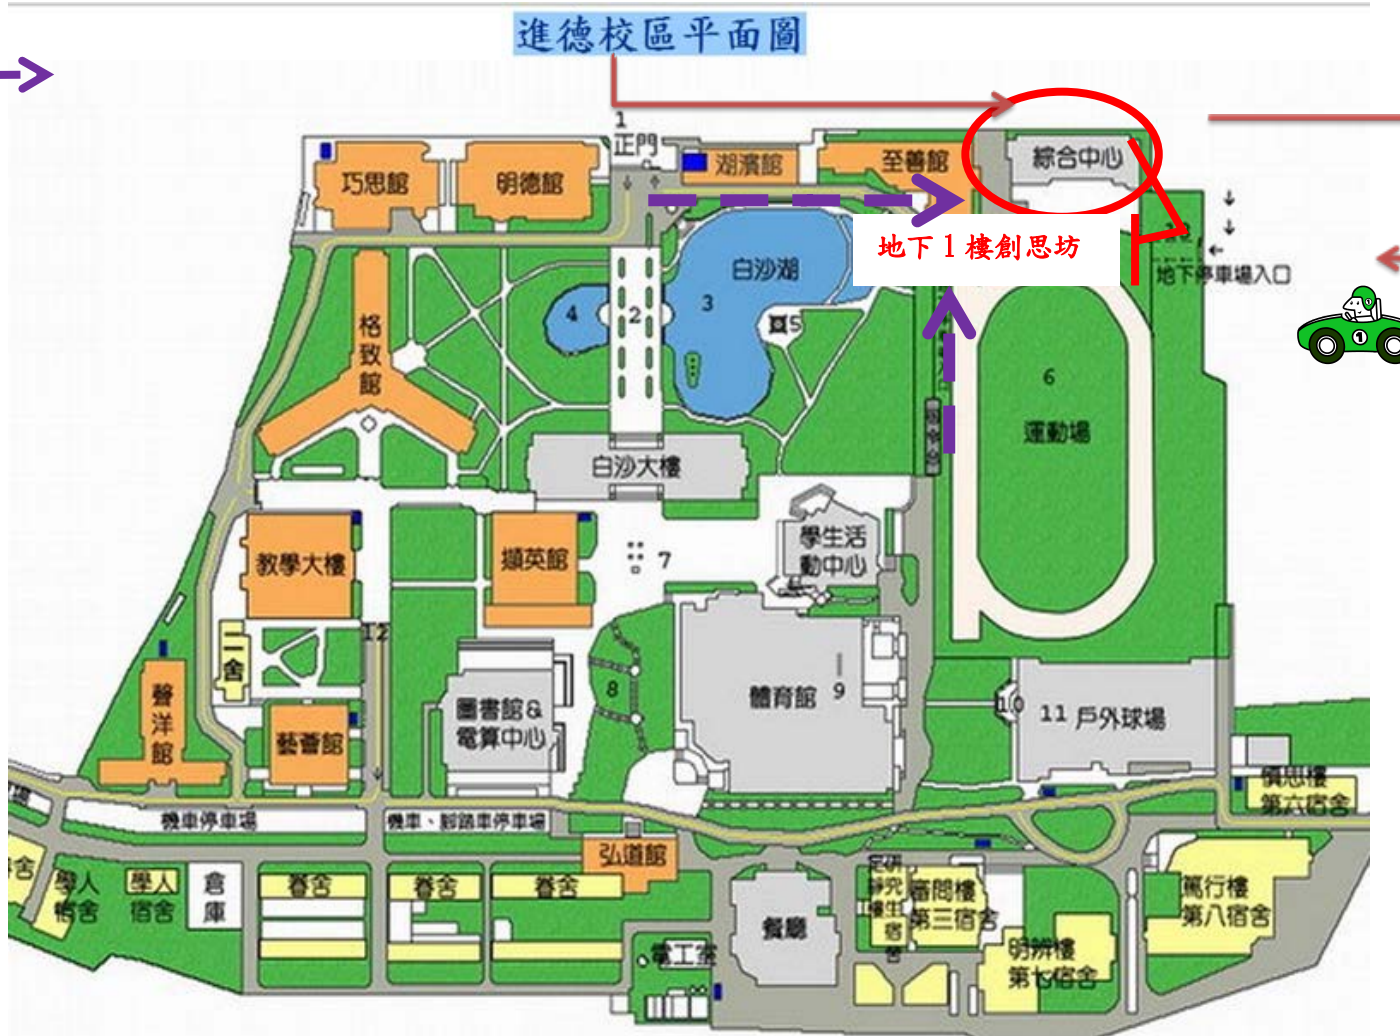 進德校區平面圖
1
正門
巧思館
明德館
湖濱館
至善館
綜合中心
地下 1 樓創思坊
地下停車場入口
白沙湖
格致館
4
2
3
5
6
運動場
白沙大樓
教學大樓
擷英館
7
學生活
動中心
12
二舍
聲洋館
藝薈館
圖書館&
電算中心
8
體育館
9
10
11 戶外球場
機車停車場
機車、腳踏車停車場
弘道館
慎思樓
第六宿舍
學人
宿舍
學人
宿舍
倉庫
眷舍
眷舍
眷舍
餐廳
電工室
審問樓
第三宿舍
明辨樓
第七宿舍
篤行樓
第八宿舍
1